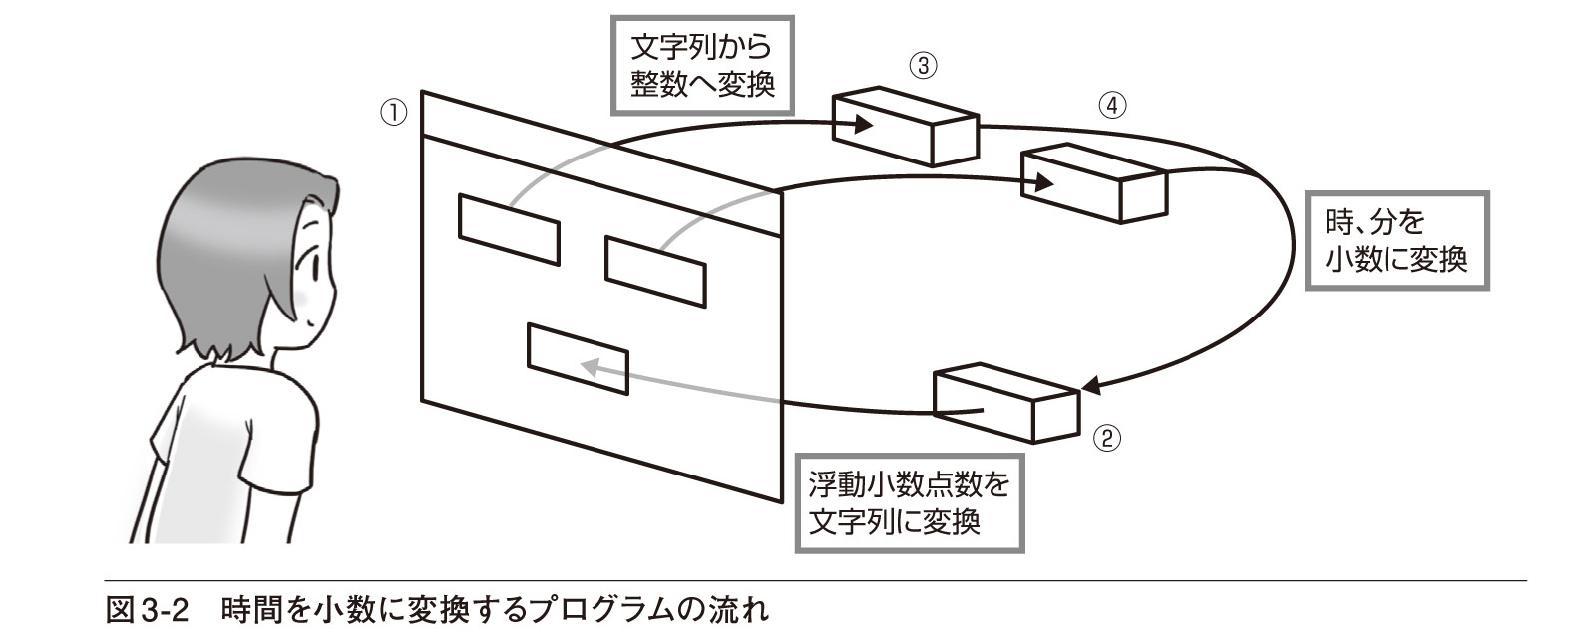 文字列から
整数へ変換
①
③
④
時、分を
小数に変換
②
浮動小数点数を
文字列に変換
図3-2 時間を小数に変換するプログラムの流れ